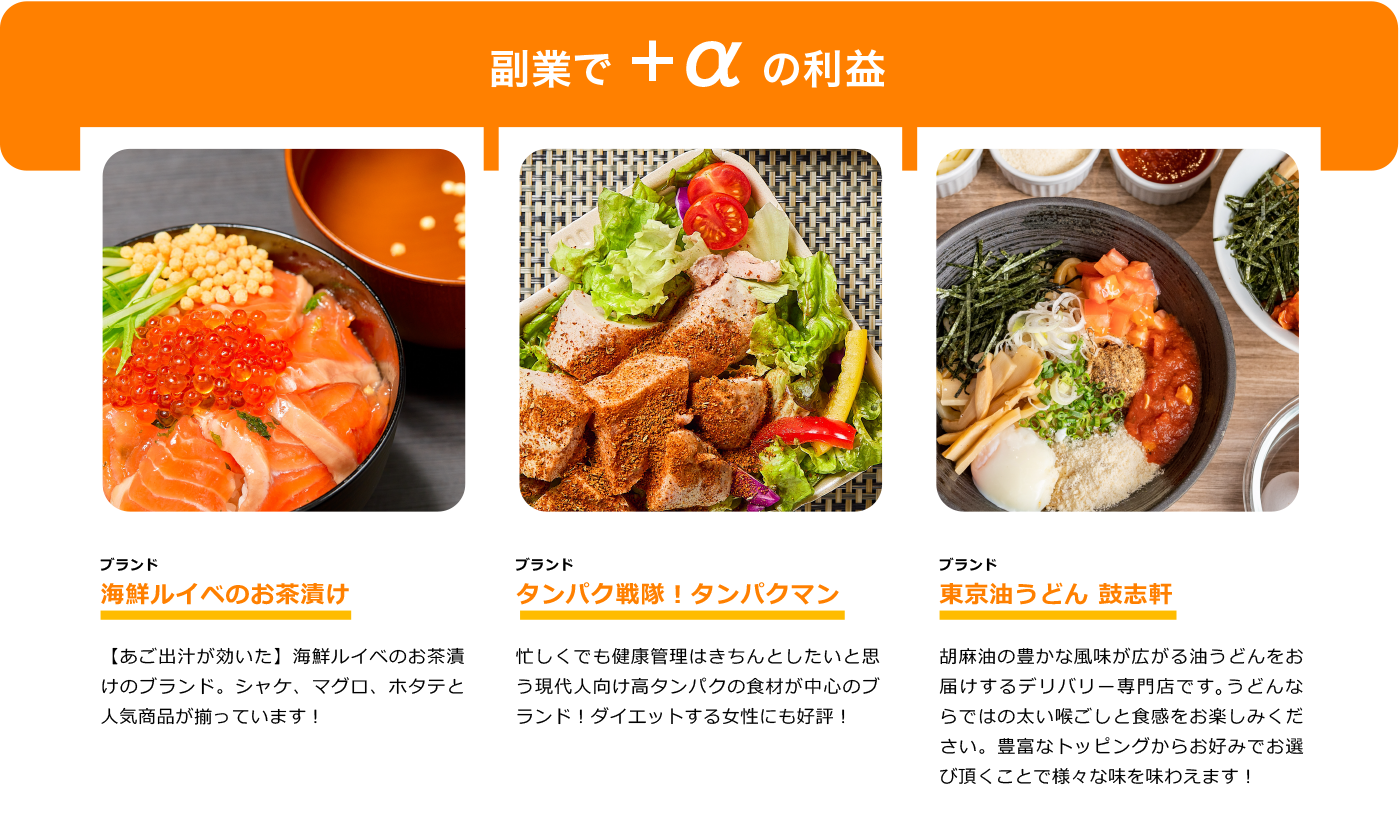 副業で +α の利益
ブランド
海鮮ルイベのお茶漬け
【あご出汁が効いた】海鮮ルイベのお茶漬
けのブランド。シャケ、マグロ、ホタテと
人気商品が揃っています！
ブランド
タンパク戦隊！タンパクマン
忙しくでも健康管理はきちんとしたいと思
う現代人向け高タンパクの食材が中心のブ
ランド！ダイエットする女性にも好評！
ブランド
東京油うどん 鼓志軒
胡麻油の豊かな風味が広がる油うどんをお
届けするデリバリー専門店です。うどんな
らではの太い喉ごしと食感をお楽しみくだ
さい。豊富なトッピングからお好みでお選
び頂くことで様々な味を味わえます！